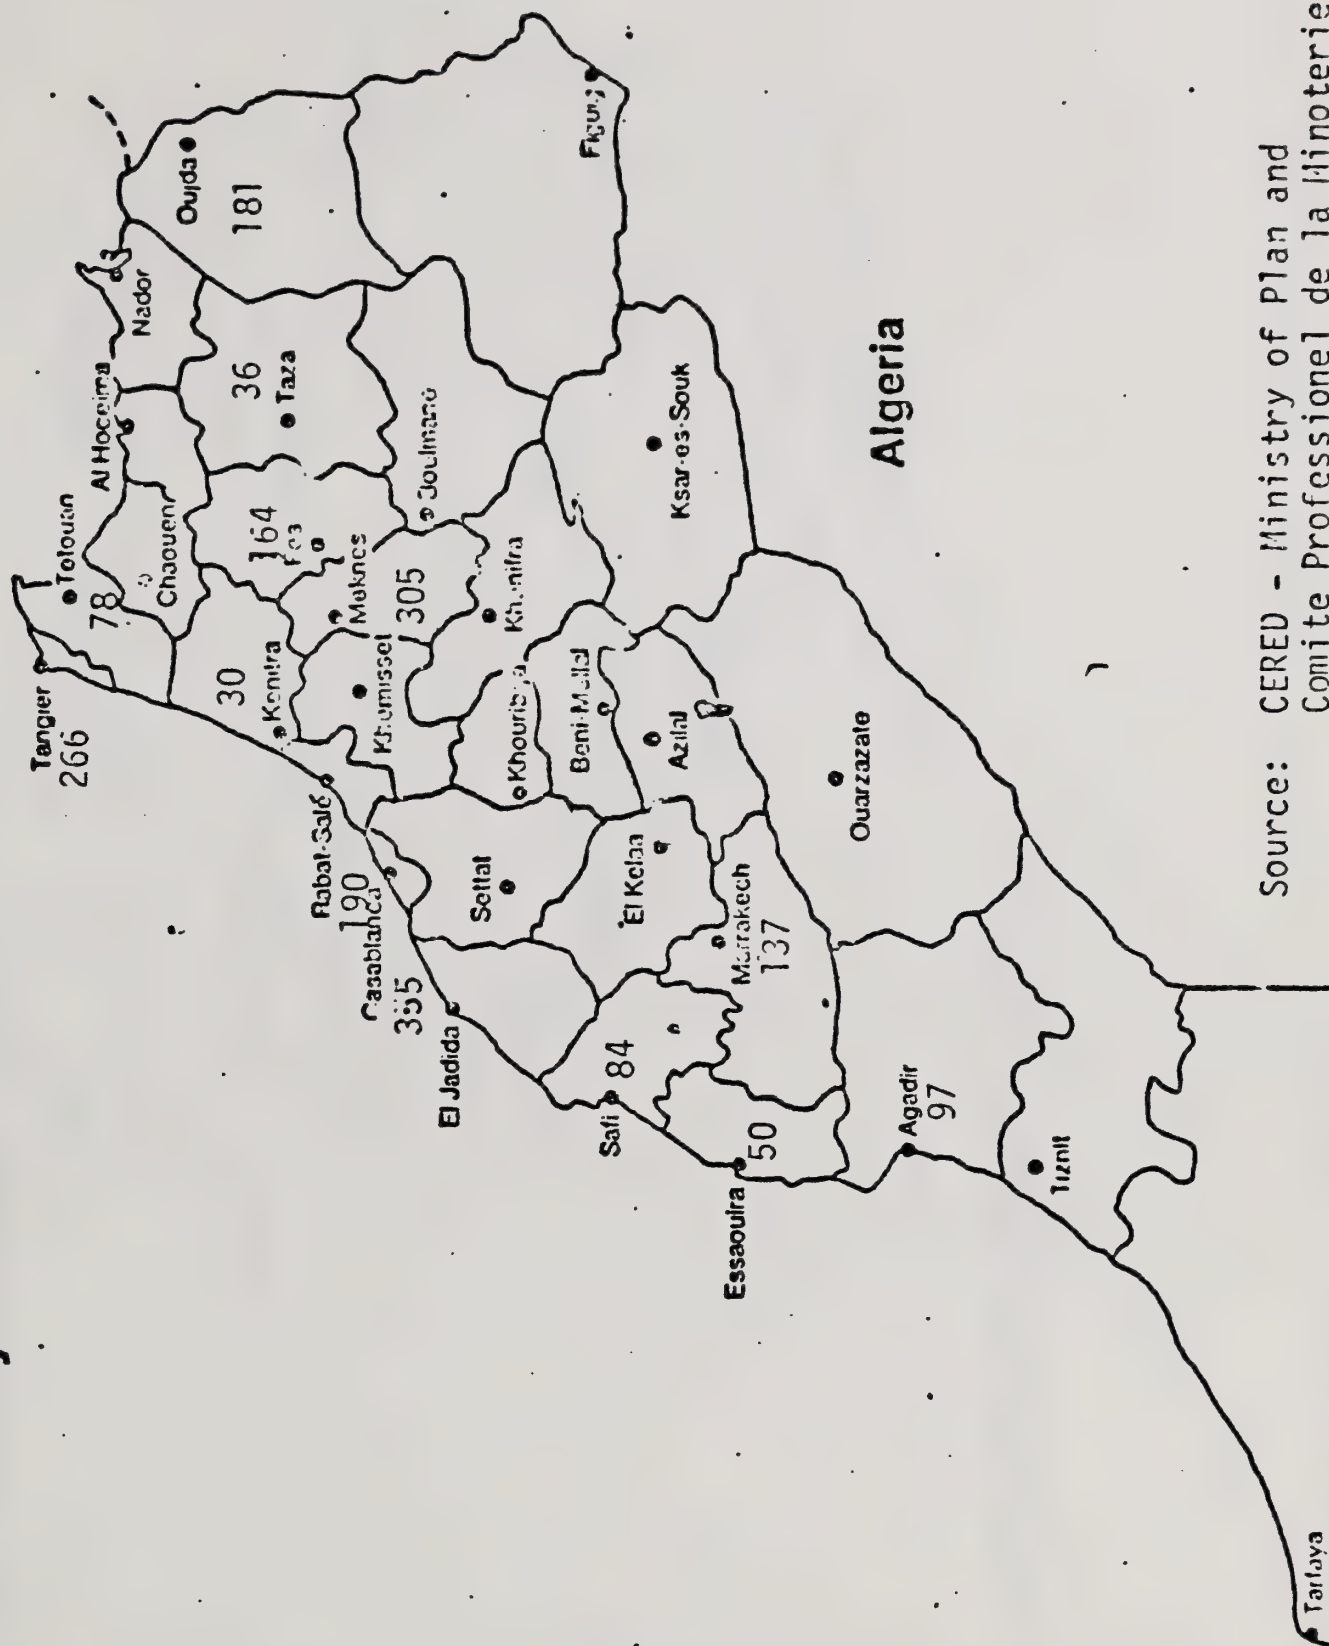 Tangier
266
Tetouan
78
Al Hoceima
Nador
Oujda
181
Chaouen
30
Kenitra
164
Fes
36
Taza
Rabat-Salé
190
Khemisset
Meknes
305
Boulmane
Casablanca
El Jadida
Settat
Khouribga
Khenifra
Figuig
Safi
84
El Kelaa
Beni-Mellal
Azilal
Ksar-es-Souk
Essaouira
50
Marrakech
137
Ouarzazate
Algeria
Agadir
97
Tiznit
Tarfaya
Source: CERED - Ministry of Plan and
Comite Professionel de la Minoterie